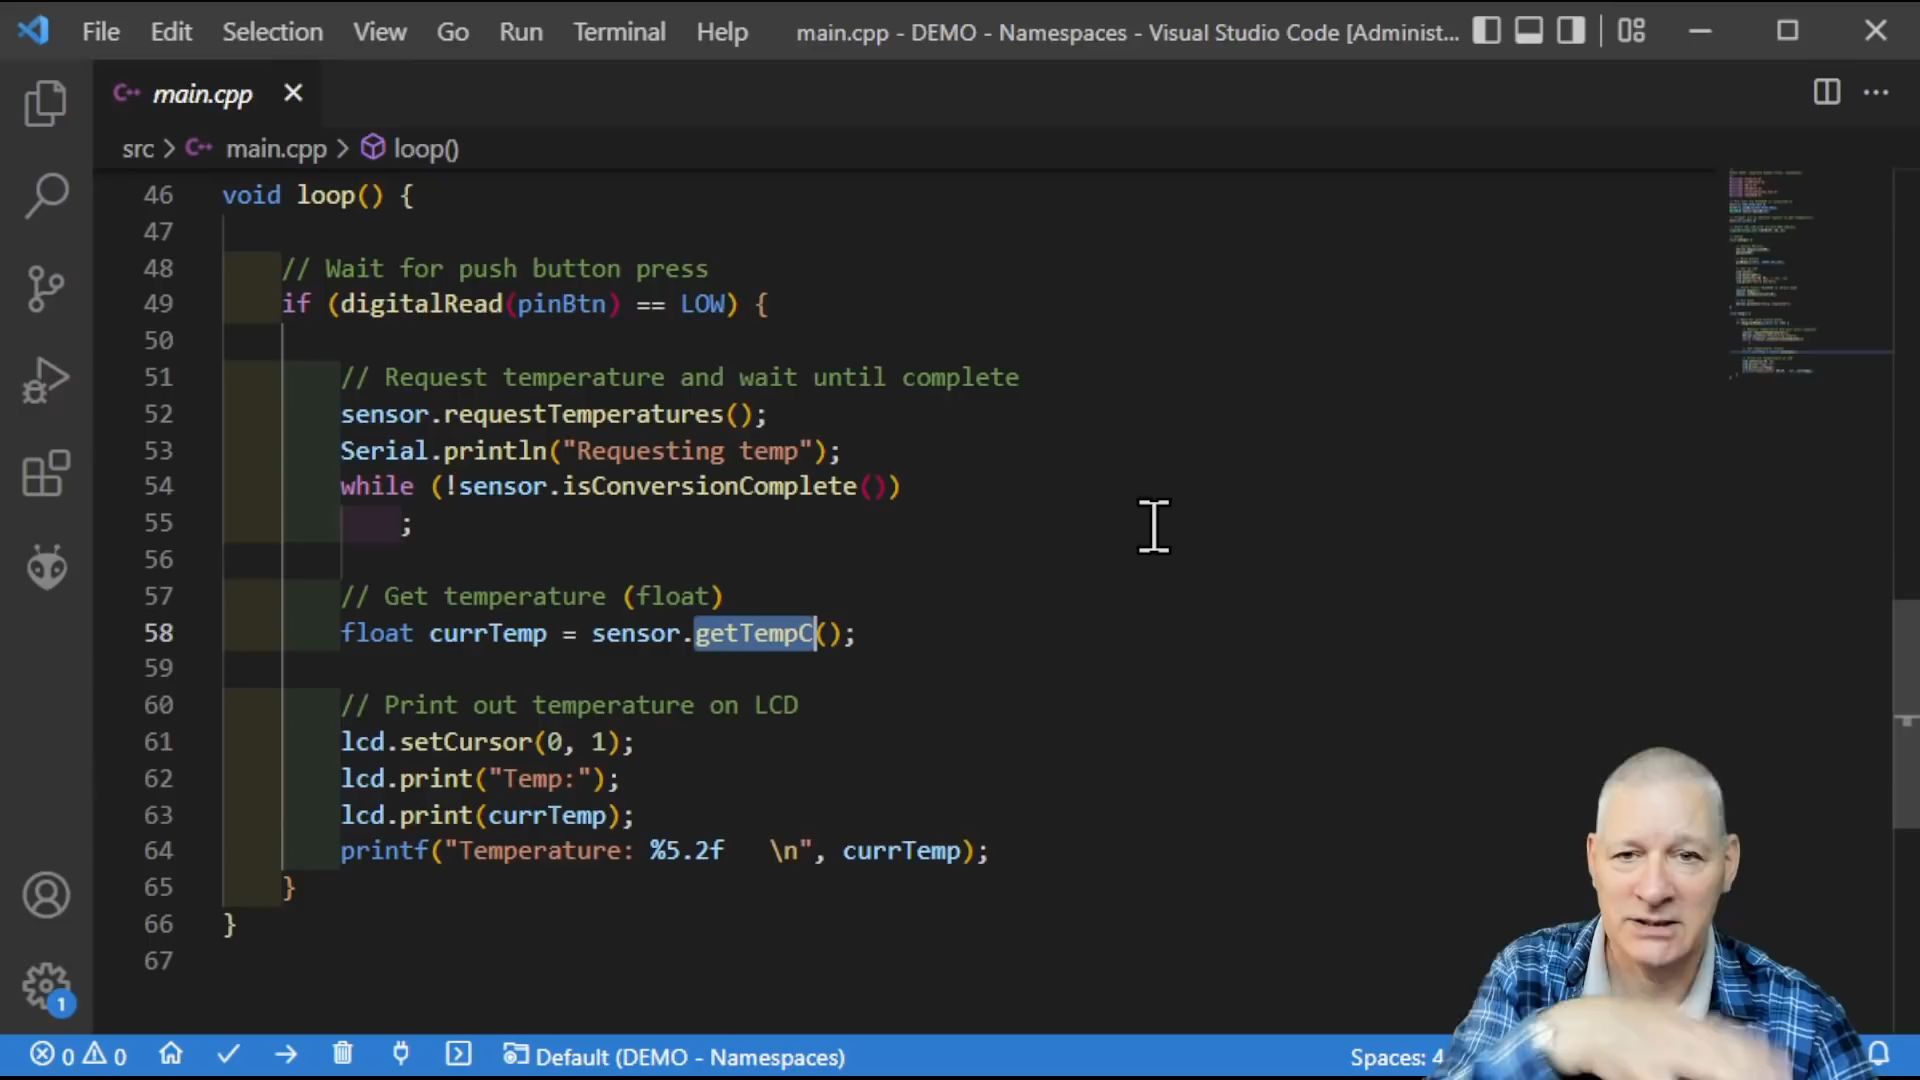 File Edit Selection View Go Run Terminal Help main.cpp - DEMO - Namespaces - Visual Studio Code [Administ...
C++ main.cpp
src > C++ main.cpp > loop()
46 void loop() {
47
48 // Wait for push button press
49 if (digitalRead(pinBtn) == LOW) {
50
51 // Request temperature and wait until complete
52 sensor.requestTemperatures();
53 Serial.println("Requesting temp");
54 while (!sensor.isConversionComplete())
55 ;
56
57 // Get temperature (float)
58 float currTemp = sensor.getTempC();
59
60 // Print out temperature on LCD
61 lcd.setCursor(0, 1);
62 lcd.print("Temp:");
63 lcd.print(currTemp);
64 printf("Temperature: %5.2f   \n", currTemp);
65 }
66 }
67
1
0 0 Default (DEMO - Namespaces) Spaces: 4